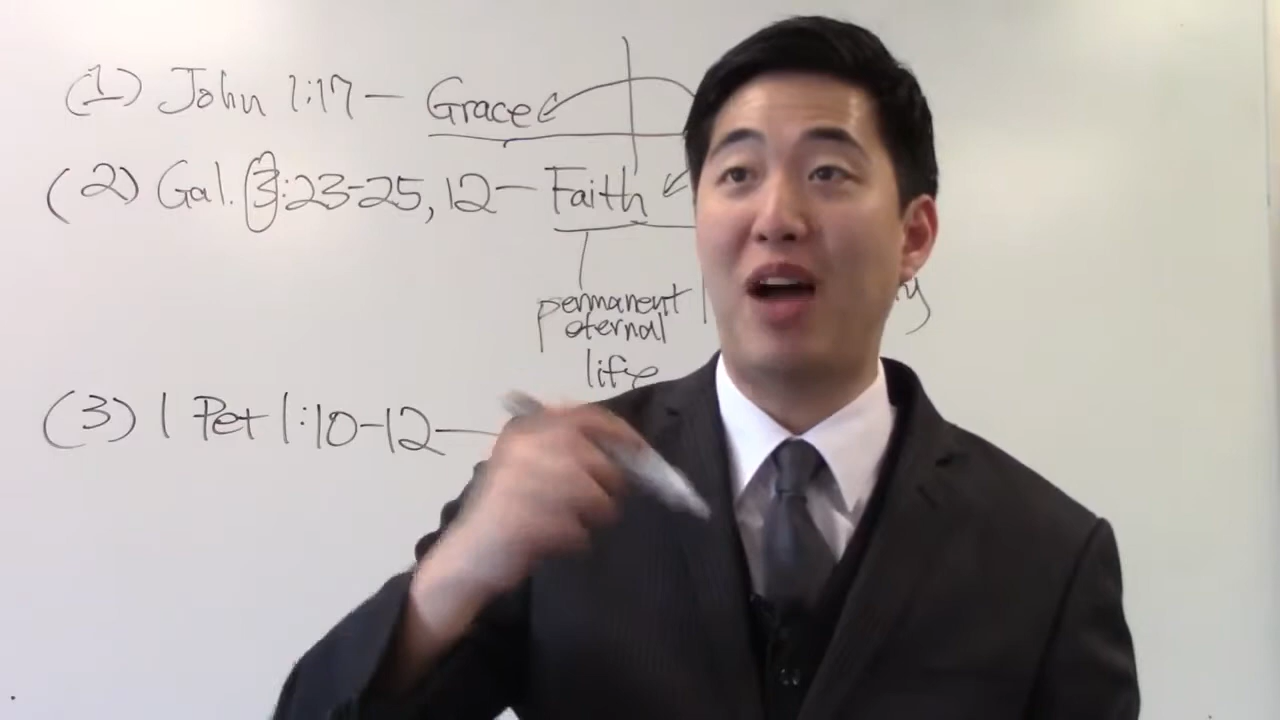 (1) John 1:17 — Grace
(2) Gal. 3:23-25, 12 — Faith
permanent
eternal
life
(3) 1 Pet 1:10-12 —